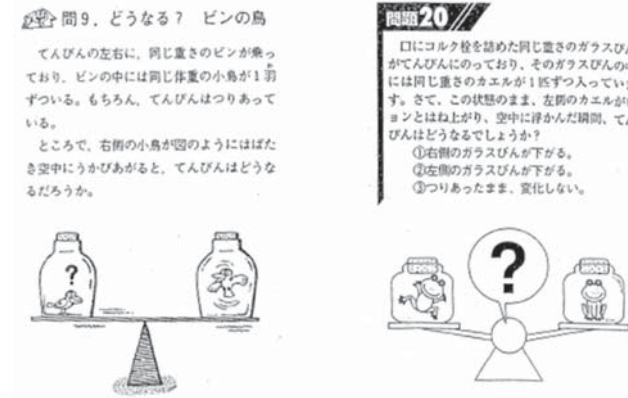 問9．どうなる？ ビンの鳥
てんびんの左右に，同じ重さのビンが乗っ
ており，ビンの中には同じ体重の小鳥が1羽
ずついる。もちろん，てんびんはつりあって
いる。
ところで，右側の小鳥が図のようにはばた
き空中にうかびあがると，てんびんはどうな
るだろうか。
?
問題20
口にコルク栓を詰めた同じ重さのガラスびん
がてんびんにのっており、そのガラスびんの
には同じ重さのカエルが1匹ずつ入ってい
す。さて、この状態のまま、左側のカエルが
ョンとはね上がり、空中に浮かんだ瞬間、て
びんはどうなるでしょうか？
①右側のガラスびんが下がる。
②左側のガラスびんが下がる。
③つりあったまま、変化しない。
?